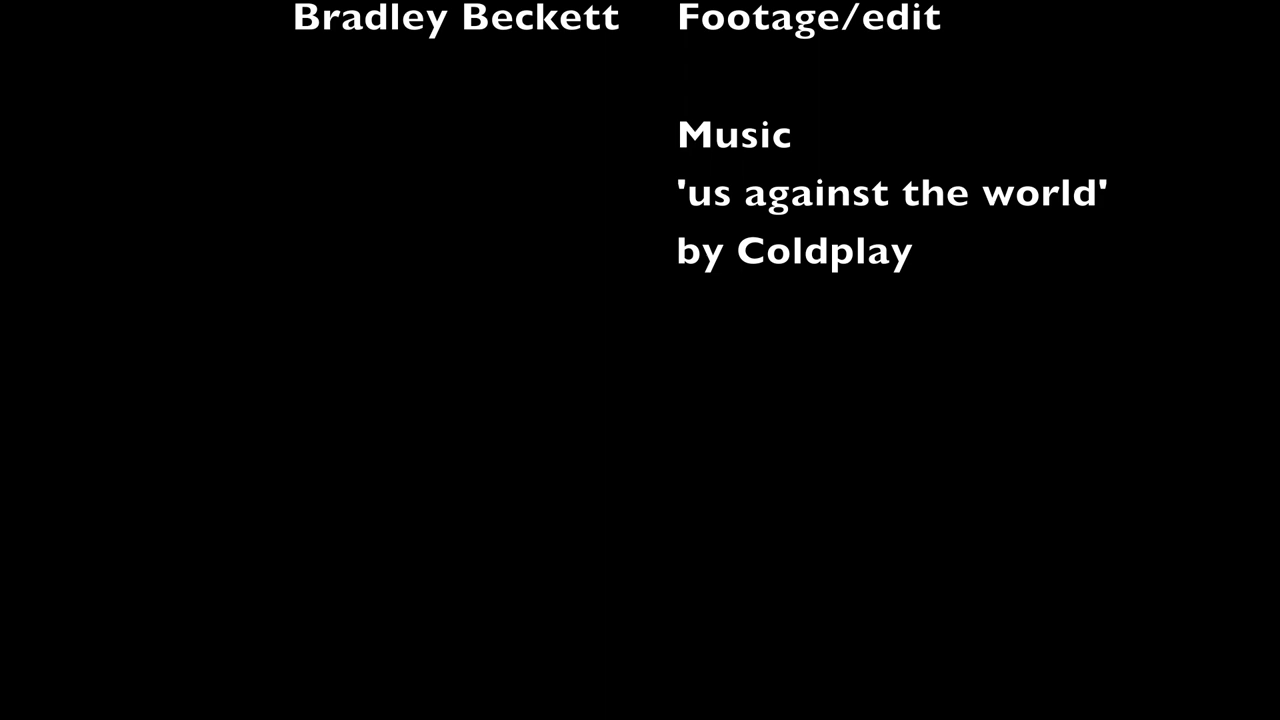 Bradley Beckett Footage/edit
Music
'us against the world'
by Coldplay